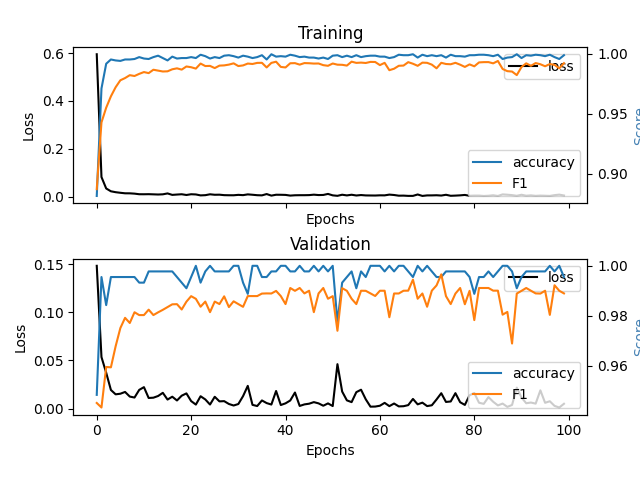 Training
0.6
0.4
0.2
0.0
Loss
1.00
0.95
0.90
Score
loss
accuracy
F1
Epochs
Validation
0.15
0.10
0.05
0.00
Loss
1.00
0.98
0.96
Score
loss
accuracy
F1
0
20
40
60
80
100
Epochs